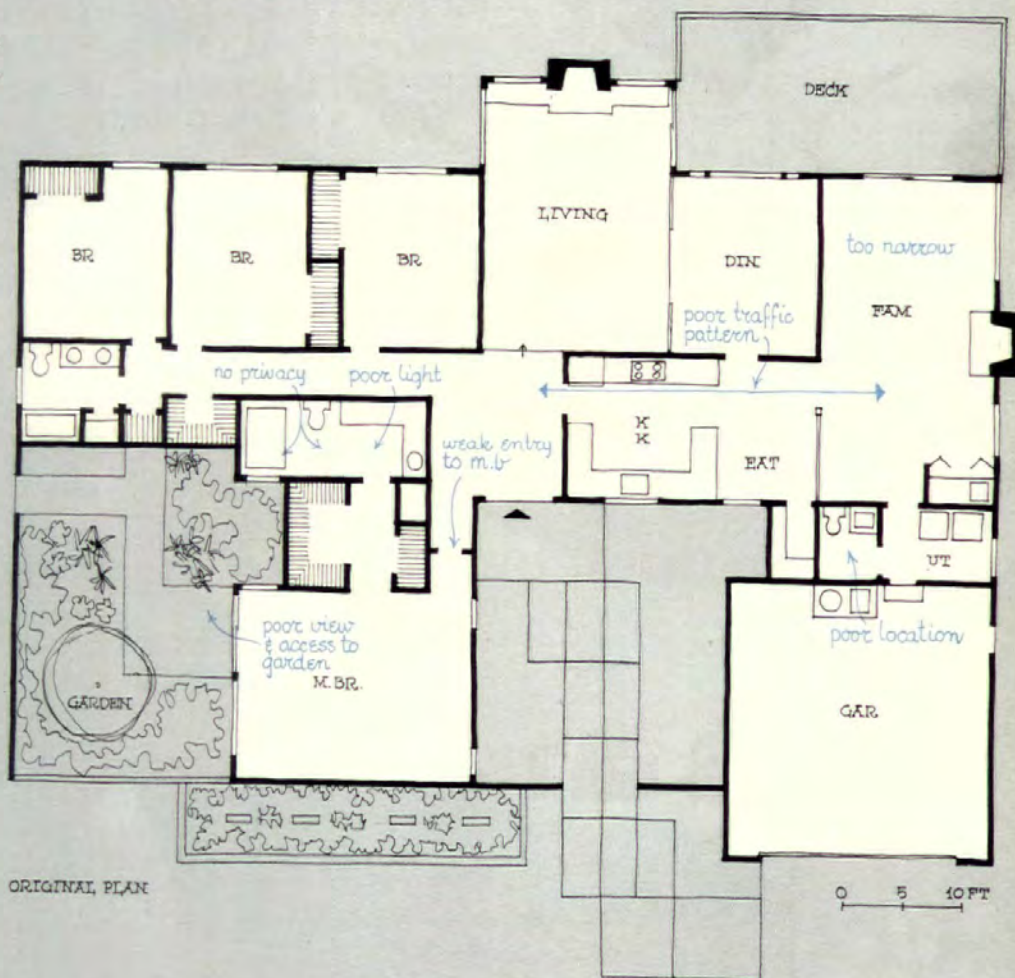 DECK
LIVING
BR
BR
BR
DIN
too narrow
FAM
poor traffic
pattern
no privacy
poor light
K
K
weak entry
to m.b
EAT
UT
poor view
& access to
garden
poor location
M.BR.
GARDEN
GAR
ORIGINAL PLAN
0 5 10 FT